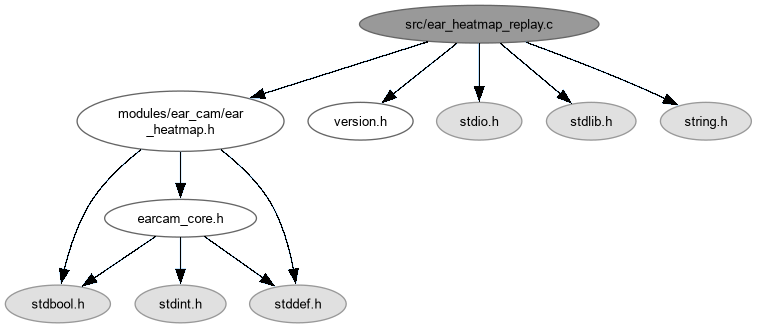 src/ear_heatmap_replay.c
modules/ear_cam/ear
_heatmap.h
version.h
stdio.h
stdlib.h
string.h
earcam_core.h
stdbool.h
stdint.h
stddef.h